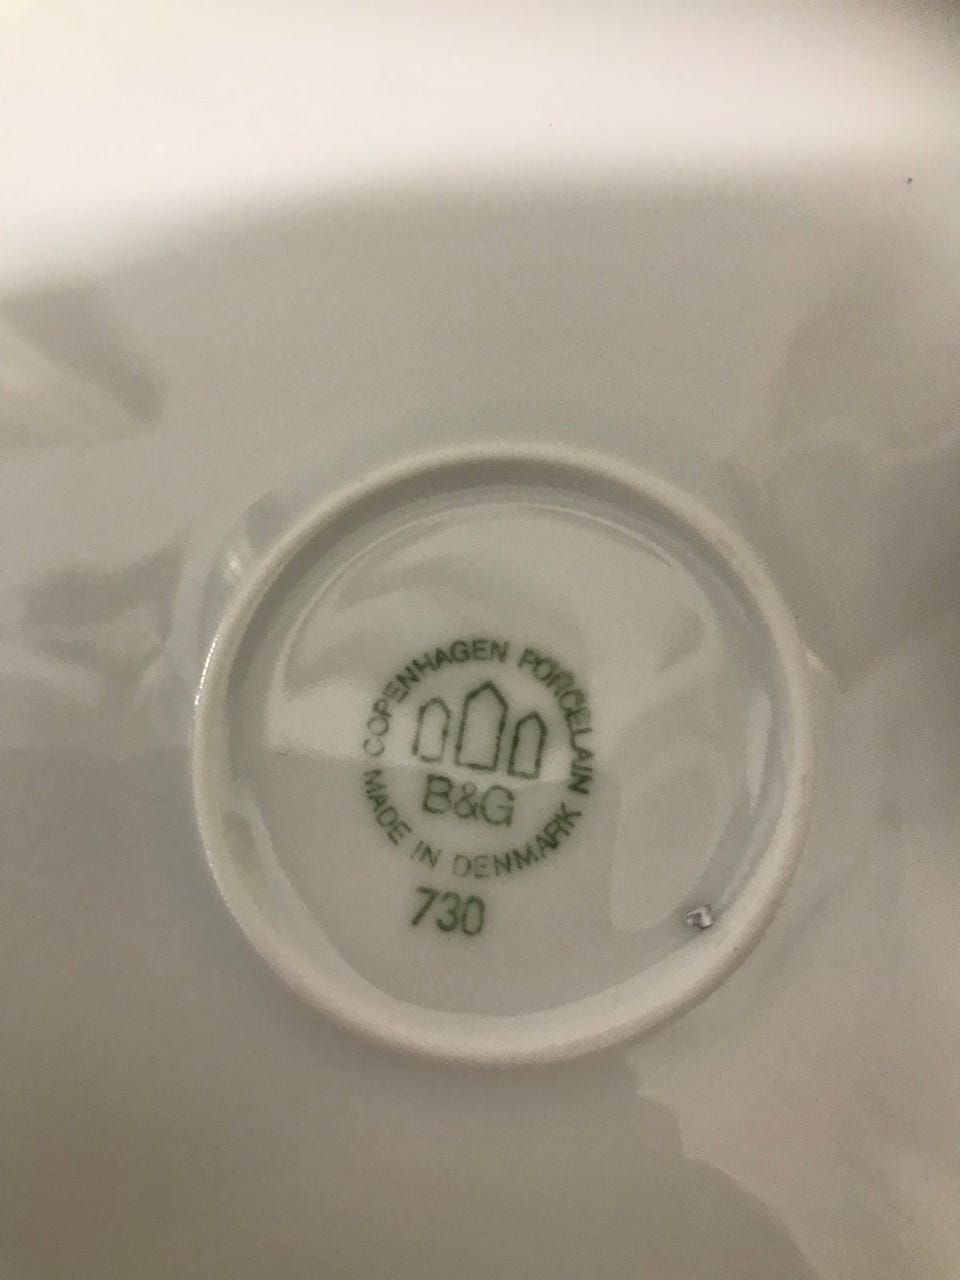 COPENHAGEN PORCELAIN
B&G
MADE IN DENMARK
730